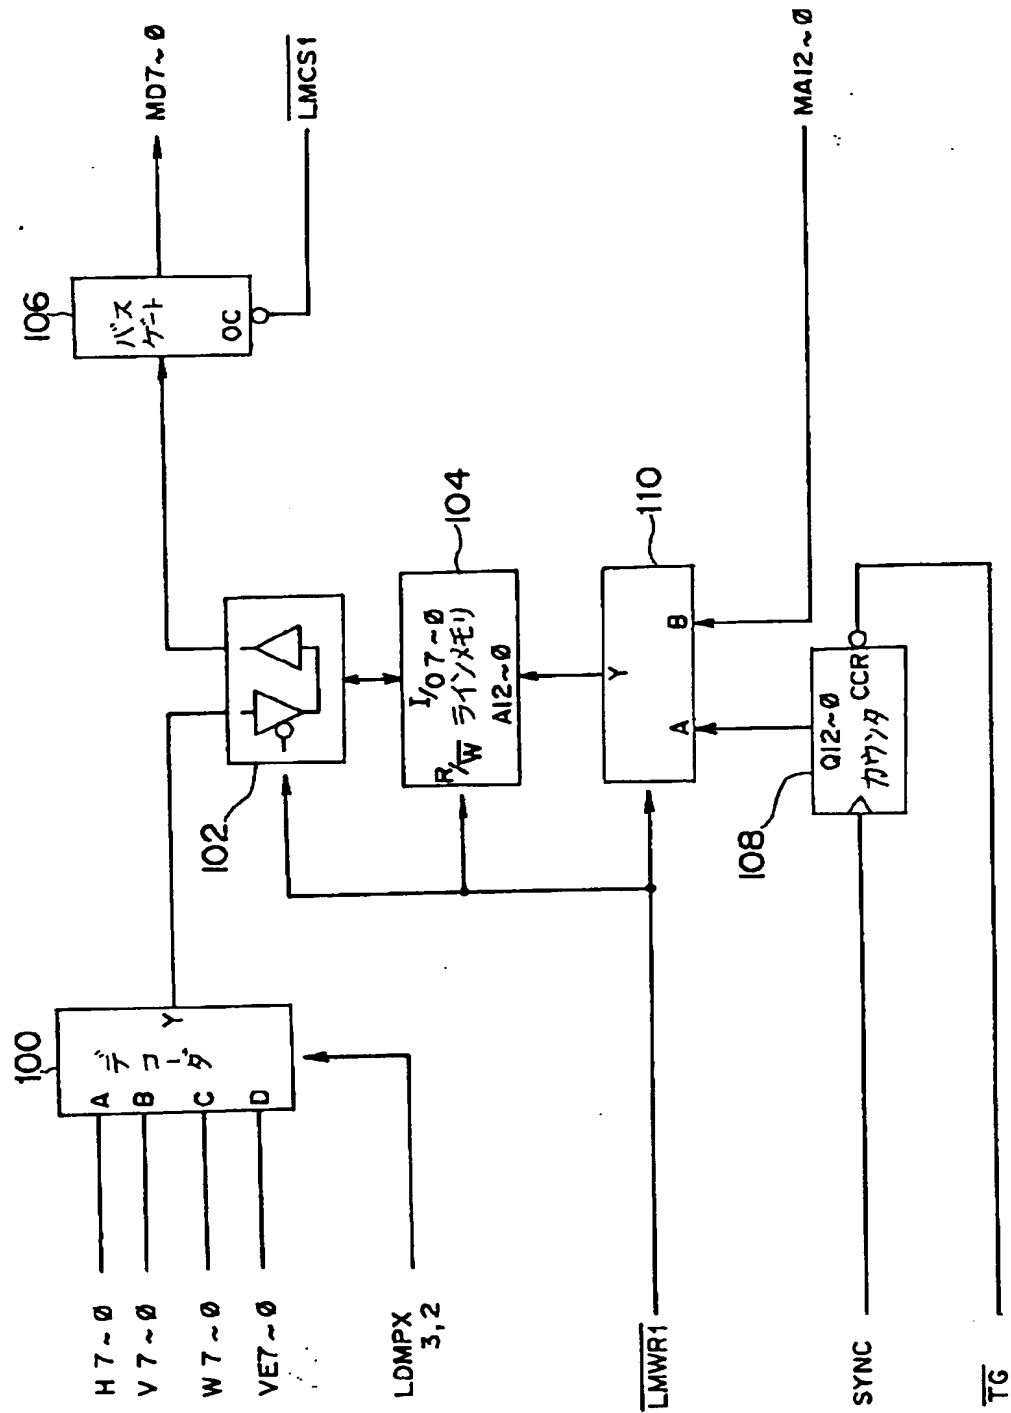 H7~0
V7~0
W7~0
VE7~0
LDMPX
3,2
LMWR1
SYNC
TG
100
A
B
C
D
デコーダ
Y
102
R/W
I/O7~0
ラインメモリ
A12~0
104
Y
A
B
110
108
Q12~0
カウンタ
CCR
106
バス
ゲート
OC
MD7~0
LMCS1
MA12~0